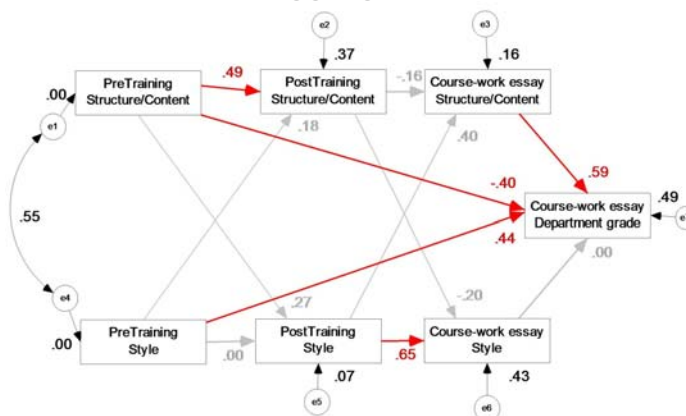 e2
e3
.37
.16
.49
-.16
.00
PreTraining
Structure/Content
PostTraining
Structure/Content
Course-work essay
Structure/Content
e1
.18
.40
.59
-.40
.55
Course-work essay
Department grade
.49
.44
.00
e4
.27
-.20
PreTraining
Style
PostTraining
Style
Course-work essay
Style
.00
.00
.65
.07
.43
e5
e6